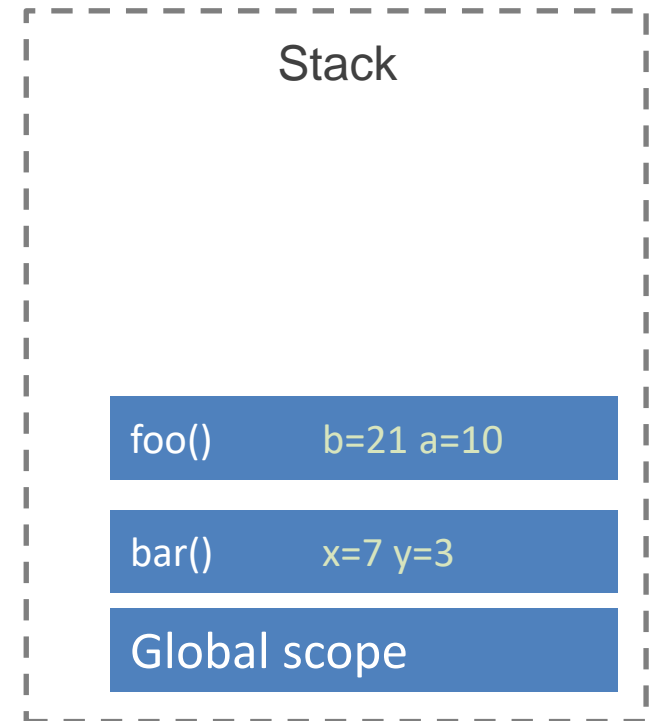 Stack
foo() b=21 a=10
bar() x=7 y=3
Global scope